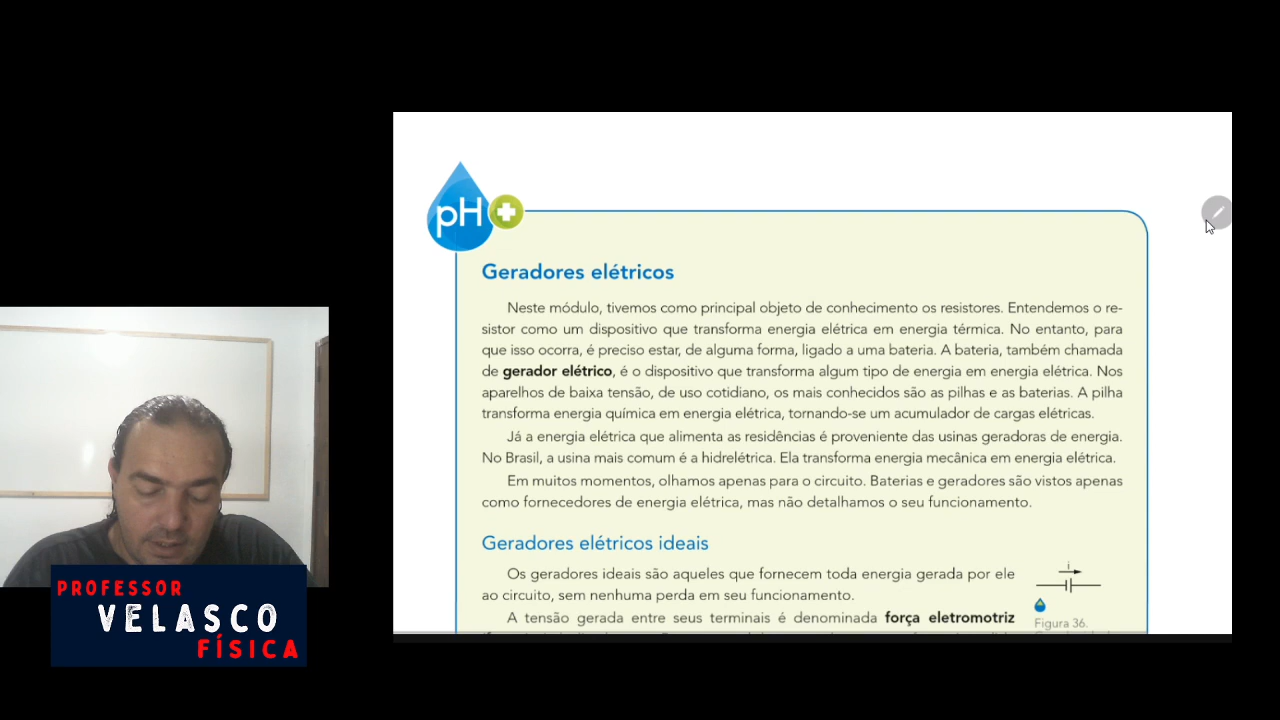 pH
Geradores elétricos
Neste módulo, tivemos como principal objeto de conhecimento os resistores. Entendemos o re-
sistor como um dispositivo que transforma energia elétrica em energia térmica. No entanto, para
que isso ocorra, é preciso estar, de alguma forma, ligado a uma bateria. A bateria, também chamada
de gerador elétrico, é o dispositivo que transforma algum tipo de energia em energia elétrica. Nos
aparelhos de baixa tensão, de uso cotidiano, os mais conhecidos são as pilhas e as baterias. A pilha
transforma energia química em energia elétrica, tornando-se um acumulador de cargas elétricas.
Já a energia elétrica que alimenta as residências é proveniente das usinas geradoras de energia.
No Brasil, a usina mais comum é a hidrelétrica. Ela transforma energia mecânica em energia elétrica.
Em muitos momentos, olhamos apenas para o circuito. Baterias e geradores são vistos apenas
como fornecedores de energia elétrica, mas não detalhamos o seu funcionamento.
Geradores elétricos ideais
Os geradores ideais são aqueles que fornecem toda energia gerada por ele
ao circuito, sem nenhuma perda em seu funcionamento.
A tensão gerada entre seus terminais é denominada força eletromotriz
i
Figura 36.
PROFESSOR
VELASCO
FÍSICA